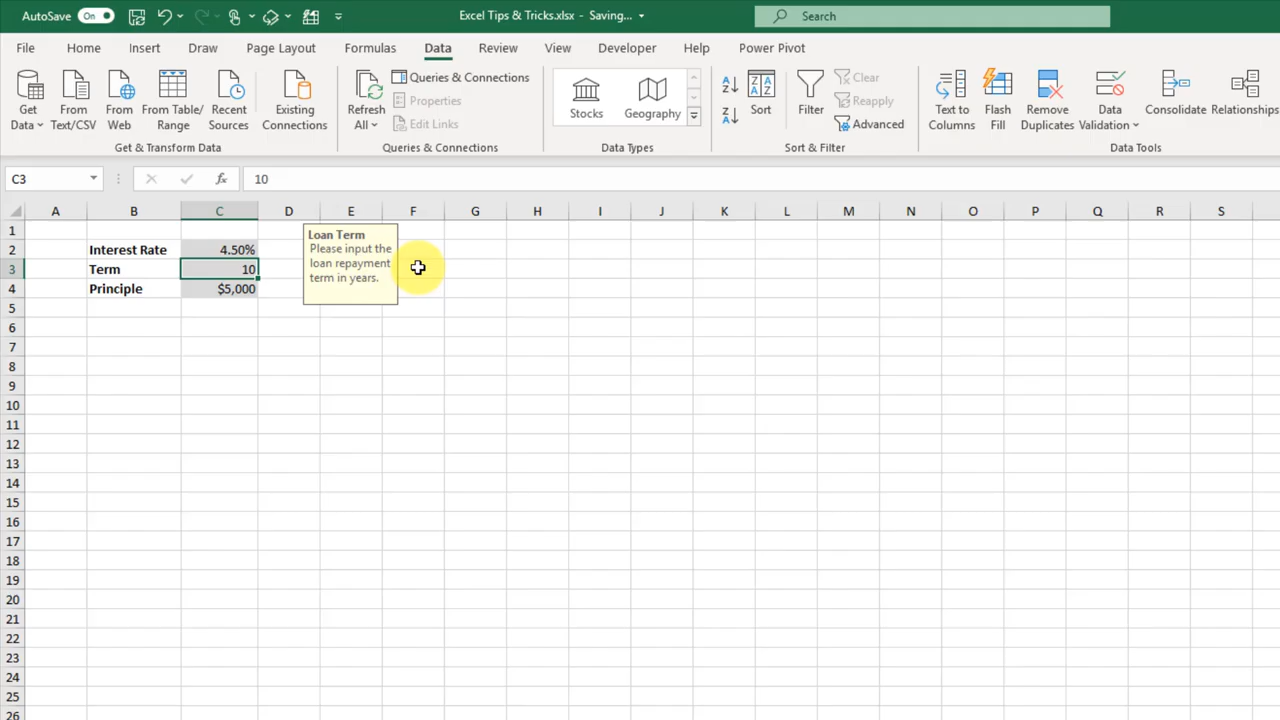 AutoSave On Excel Tips & Tricks.xlsx - Saving... Search
File Home Insert Draw Page Layout Formulas Data Review View Developer Help Power Pivot
Get Data
From Text/CSV
From Web
From Table/ Range
Recent Sources
Existing Connections
Get & Transform Data
Refresh All
Queries & Connections
Properties
Edit Links
Queries & Connections
Stocks
Geography
Data Types
Sort
Filter
Clear
Reapply
Advanced
Sort & Filter
Text to Columns
Flash Fill
Remove Duplicates
Data Validation
Consolidate
Relationships
Data Tools
C3 fx 10
A B C D E F G H I J K L M N O P Q R S
1
2 Interest Rate 4.50%
3 Term 10
4 Principle $5,000
Loan Term
Please input the
loan repayment
term in years.
5
6
7
8
9
10
11
12
13
14
15
16
17
18
19
20
21
22
23
24
25
26